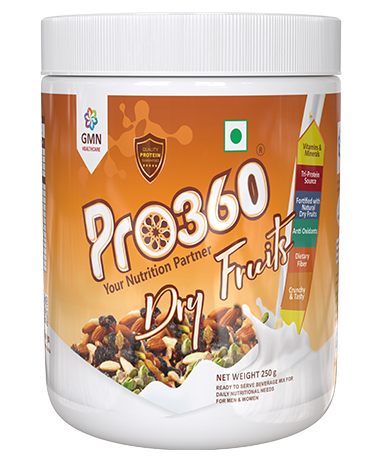 GMN
HEALTHCARE
QUALITY
PROTEIN
GUARANTEED
Pro360®
Your Nutrition Partner
Dry Fruits
Vitamins &
Minerals
Tri-Protein
Source
Fortified with
Natural
Dry Fruits
Anti Oxidants
Dietary
Fiber
Crunchy
& Tasty
NET WEIGHT 250 g
READY TO SERVE BEVERAGE MIX FOR
DAILY NUTRITIONAL NEEDS
FOR MEN & WOMEN